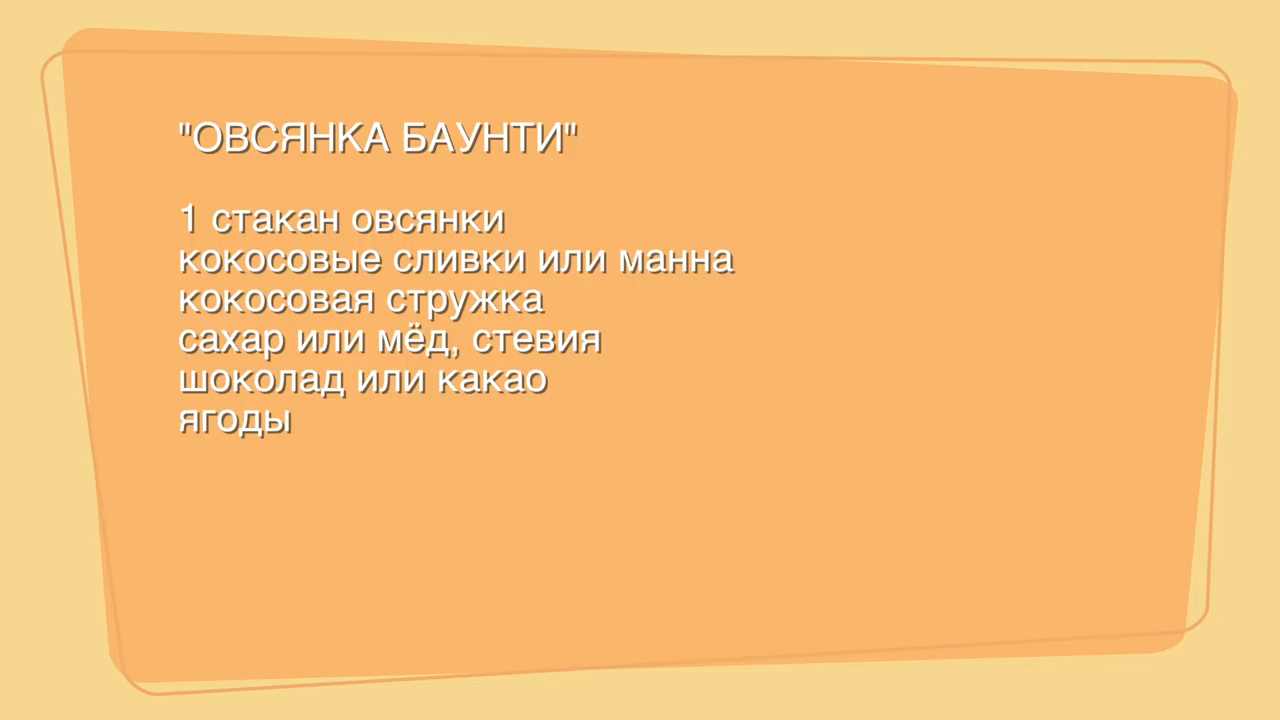 "ОВСЯНКА БАУНТИ"
1 стакан овсянки
кокосовые сливки или манна
кокосовая стружка
сахар или мёд, стевия
шоколад или какао
ягоды